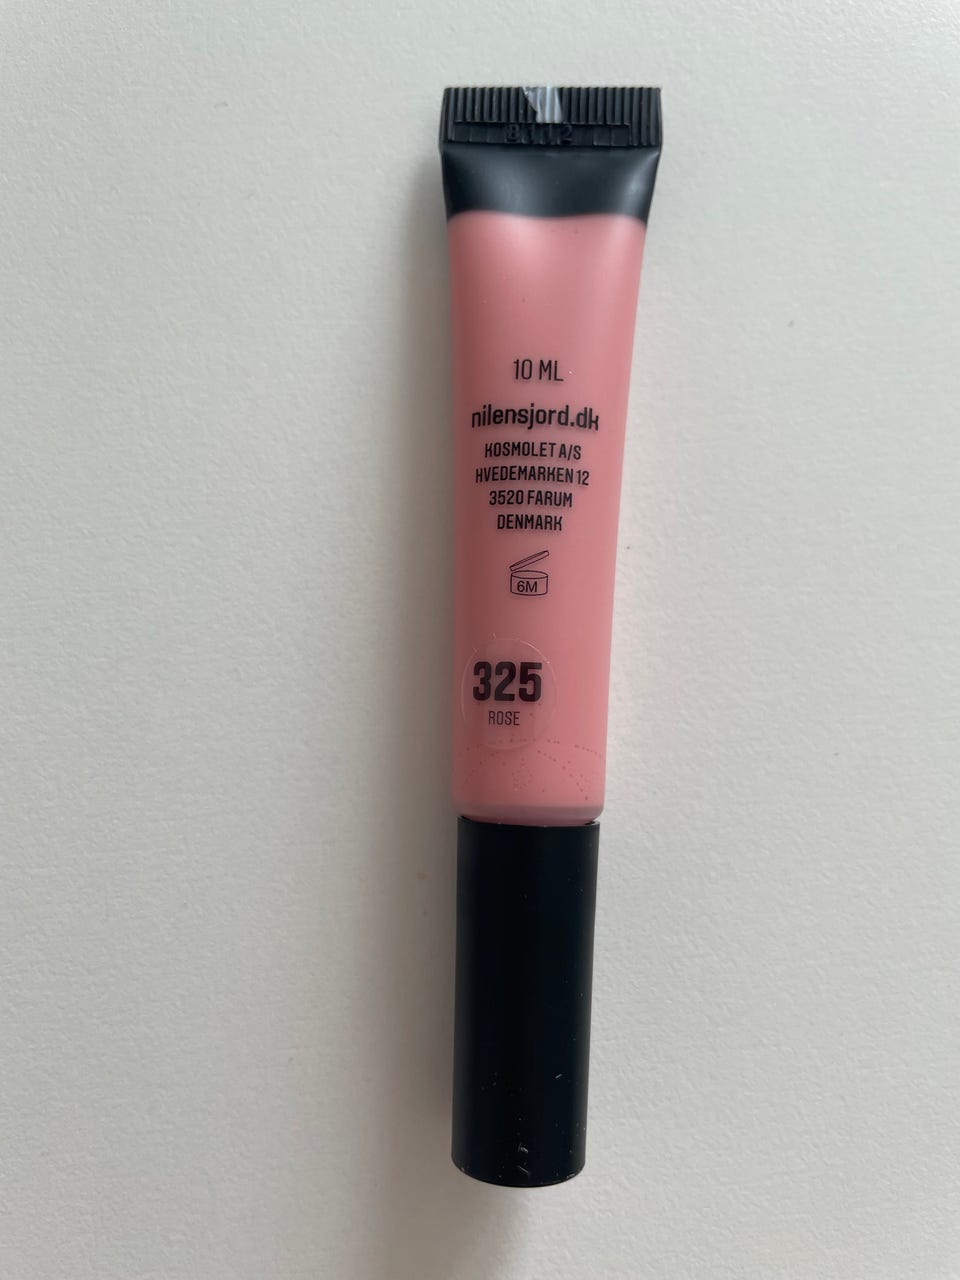 10 ML
nilensjord.dk
KOSMOLET A/S
HVEDEMARKEN 12
3520 FARUM
DENMARK
6M
325
ROSE